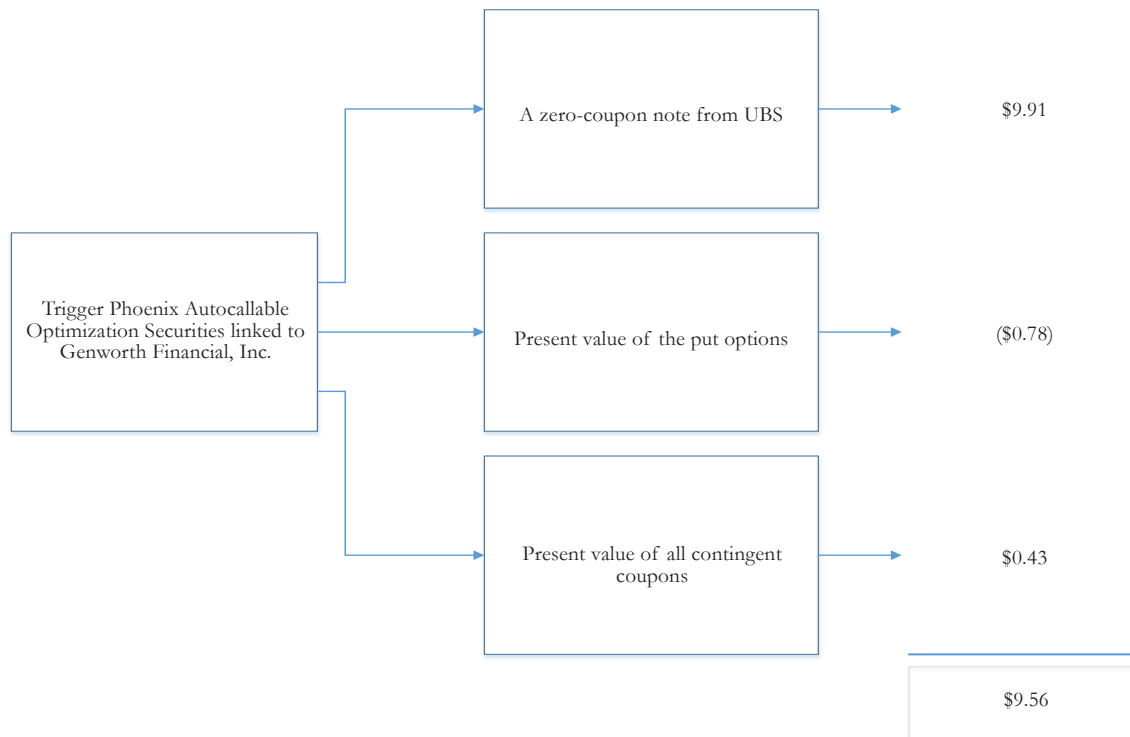 A zero-coupon note from UBS
$9.91
Trigger Phoenix Autocallable
Optimization Securities linked to
Genworth Financial, Inc.
Present value of the put options
($0.78)
Present value of all contingent
coupons
$0.43
$9.56